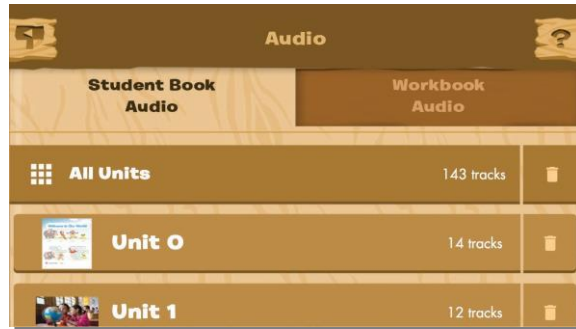 Audio
?
Student Book
Audio
Workbook
Audio
All Units
143 tracks
Unit 0
14 tracks
Unit 1
12 tracks